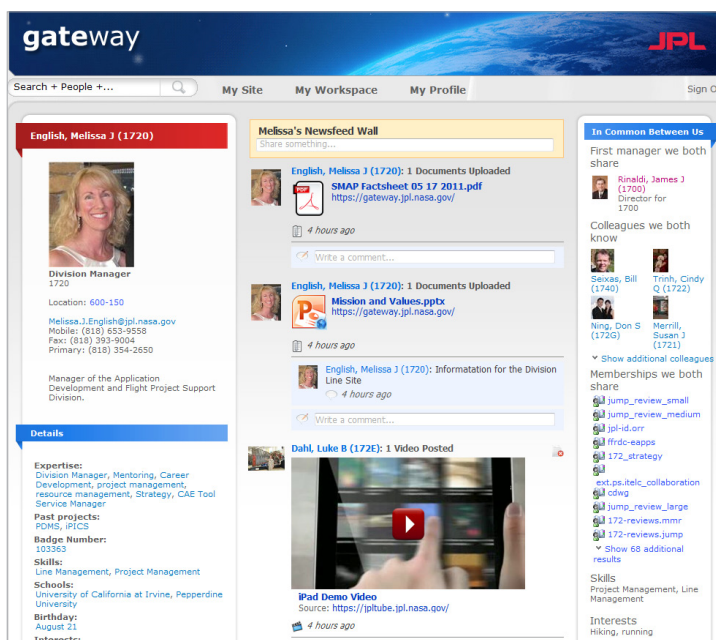 gateway
JPL
Search + People +...
My Site
My Workspace
My Profile
Sign O
English, Melissa J (1720)
Division Manager
1720
Location: 600-150
Melissa.J.English@jpl.nasa.gov
Mobile: (818) 653-9558
Fax: (818) 393-9004
Primary: (818) 354-2650
Manager of the Application
Development and Flight Project Support
Division.
Details
Expertise:
Division Manager, Mentoring, Career
Development, project management,
resource management, Strategy, CAE Tool
Service Manager
Past projects:
PDMS, iPICS
Badge Number:
103363
Skills:
Line Management, Project Management
Schools:
University of California at Irvine, Pepperdine
University
Birthday:
August 21
Interests:
Melissa's Newsfeed Wall
Share something...
English, Melissa J (1720): 1 Documents Uploaded
PDF
SMAP Factsheet 05 17 2011.pdf
https://gateway.jpl.nasa.gov/
4 hours ago
Write a comment...
English, Melissa J (1720): 1 Documents Uploaded
Mission and Values.pptx
https://gateway.jpl.nasa.gov/
4 hours ago
English, Melissa J (1720): Informatation for the Division
Line Site
4 hours ago
Write a comment...
Dahl, Luke B (172E): 1 Video Posted
iPad Demo Video
Source: https://jpltube.jpl.nasa.gov/
4 hours ago
In Common Between Us
First manager we both
share
Rinaldi, James J
(1700)
Director for
1700
Colleagues we both
know
Seixas, Bill
(1740)
Trinh, Cindy
Q (1722)
Ning, Don S
(172G)
Merrill,
Susan J
(1721)
Show additional colleagues
Memberships we both
share
jump_review_small
jump_review_medium
jpl-id.orr
ffrdc-eapps
172_strategy
ext.ps.itelc_collaboration
cdwg
jump_review_large
172-reviews.mmr
172-reviews.jump
Show 68 additional
results
Skills
Project Management, Line
Management
Interests
Hiking, running